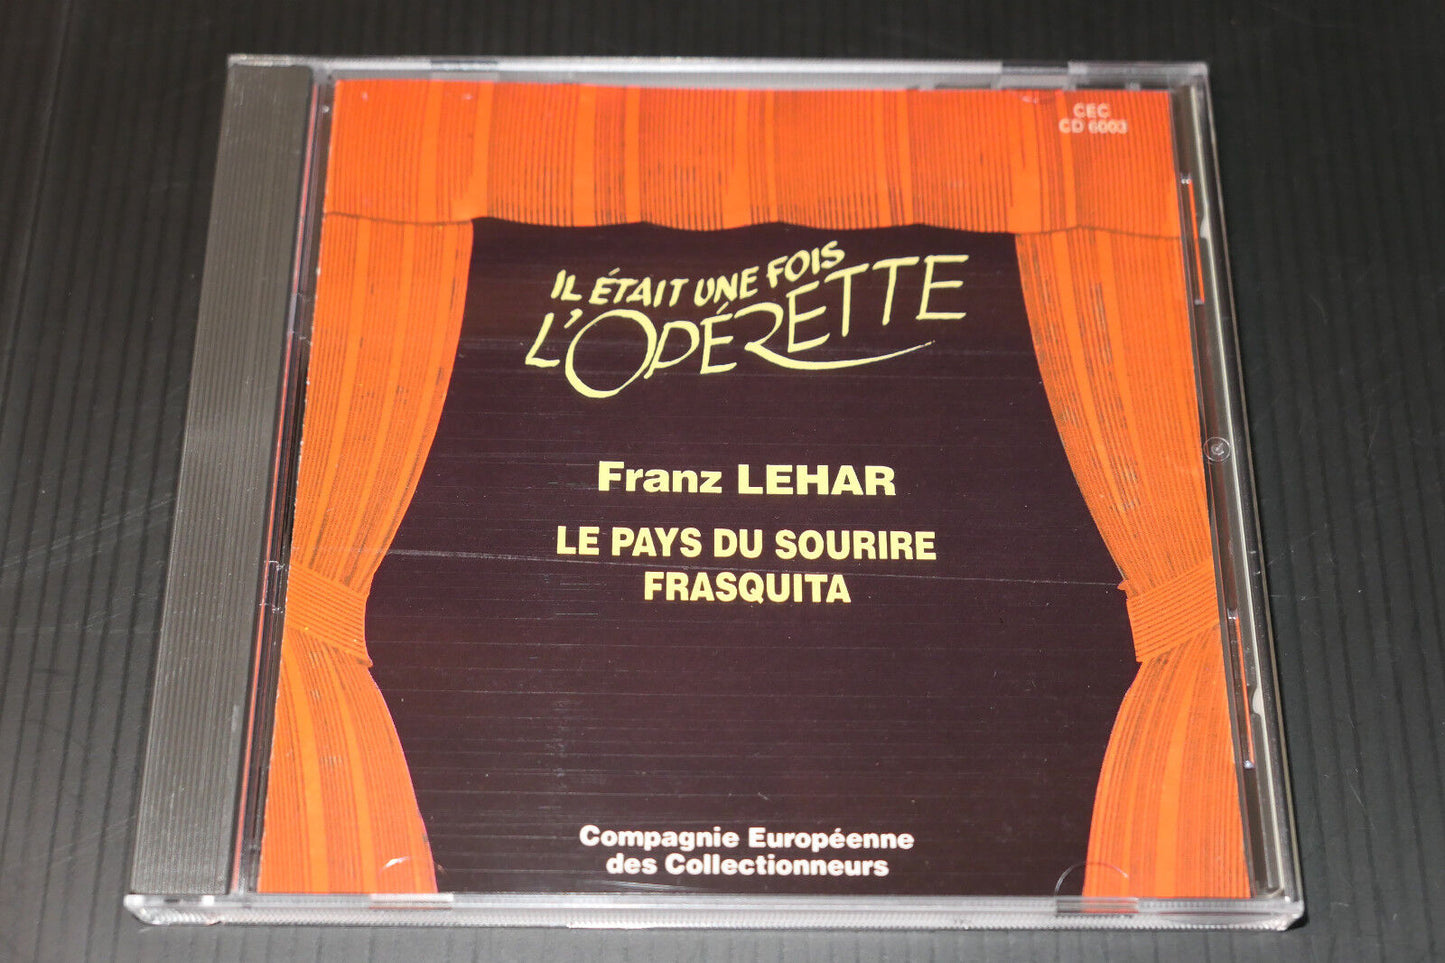 CEC
CD 6003
IL ÉTAIT UNE FOIS
L'OPÉRETTE
Franz LEHAR
LE PAYS DU SOURIRE
FRASQUITA
Compagnie Européenne
des Collectionneurs